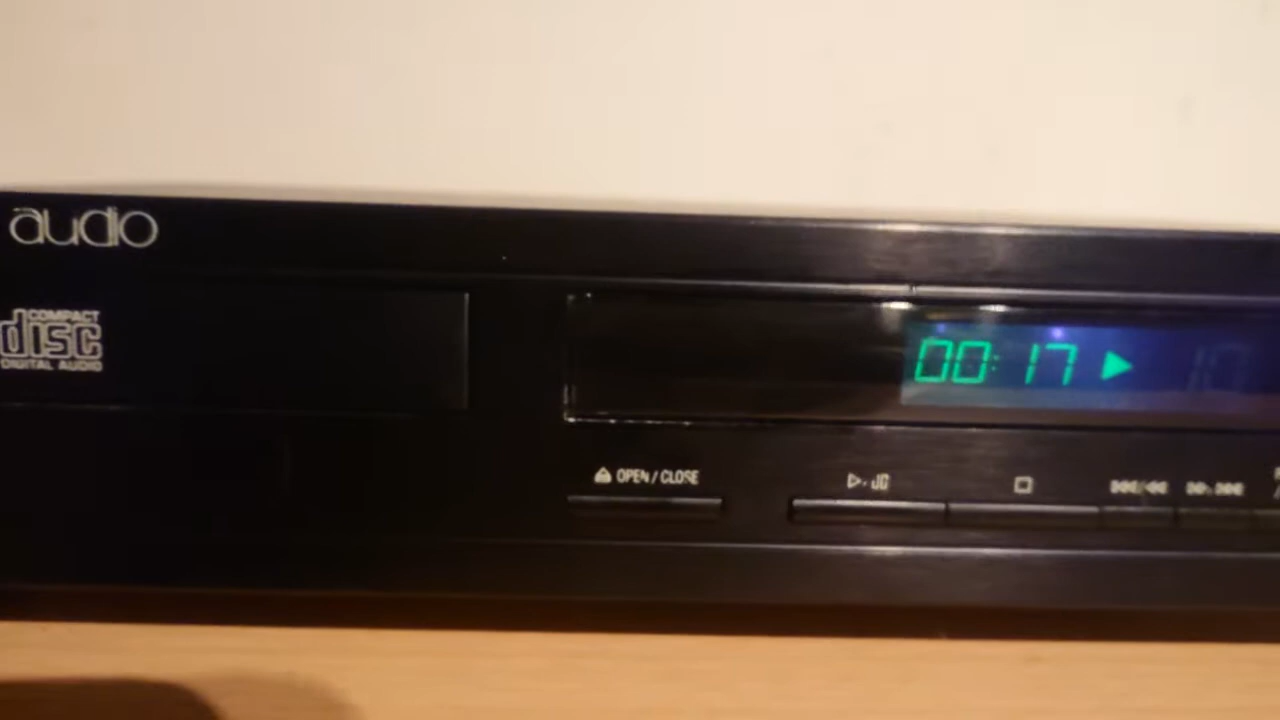 audio
COMPACT
disc
DIGITAL AUDIO
00:17
OPEN / CLOSE